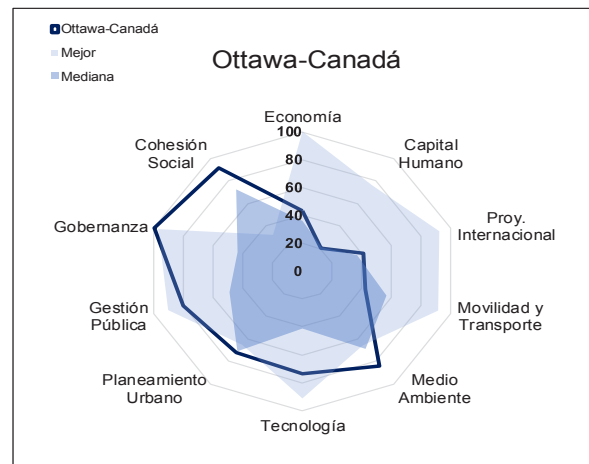 Ottawa-Canadá
Mejor
Mediana
Ottawa-Canadá
Economía
Capital
Humano
Proy.
Internacional
Movilidad y
Transporte
Medio
Ambiente
Tecnología
Planeamiento
Urbano
Gestión
Pública
Gobernanza
Cohesión
Social
100
80
60
40
20
0